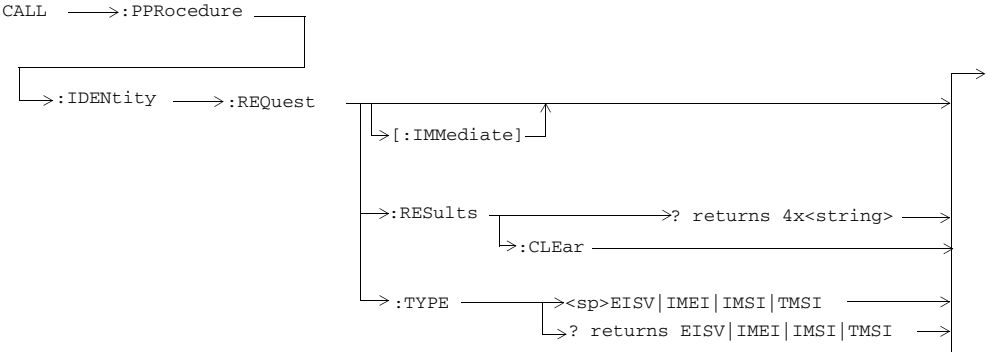 CALL :PPRocedure
:IDENtity :REQuest
[:IMMediate]
:RESults ? returns 4x<string>
:CLEar
:TYPE <sp>EISV|IMEI|IMSI|TMSI
? returns EISV|IMEI|IMSI|TMSI